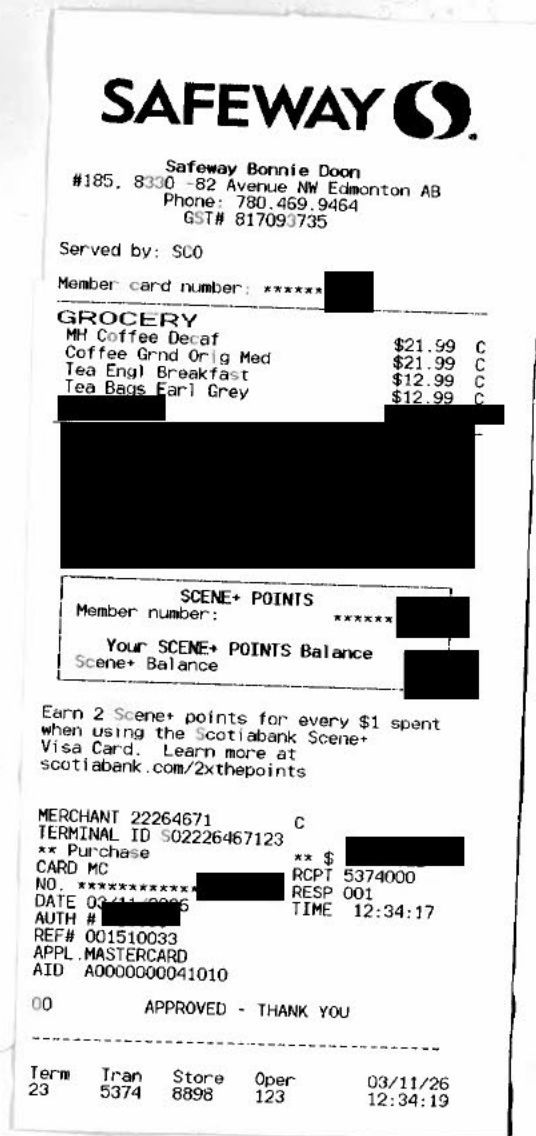 SAFEWAY
Safeway Bonnie Doon
#185, 8330 -82 Avenue NW Edmonton AB
Phone: 780.469.9464
GST# 817093735
Served by: SCO
Member card number: ******
GROCERY
MH Coffee Decaf $21.99 C
Coffee Grnd Orig Med $21.99 C
Tea Engl Breakfast $12.99 C
Tea Bags Earl Grey $12.99 C
SCENE+ POINTS
Member number: ******
Your SCENE+ POINTS Balance
Scene+ Balance
Earn 2 Scene+ points for every $1 spent
when using the Scotiabank Scene+
Visa Card. Learn more at
scotiabank.com/2xthepoints
MERCHANT 22264671 C
TERMINAL ID S02226467123
** Purchase ** $
CARD MC RCPT 5374000
NO. ************ RESP 001
DATE TIME 12:34:17
AUTH #
REF# 001510033
APPL.MASTERCARD
AID A0000000041010
00 APPROVED - THANK YOU
Term Tran Store Oper 03/11/26
23 5374 8898 123 12:34:19